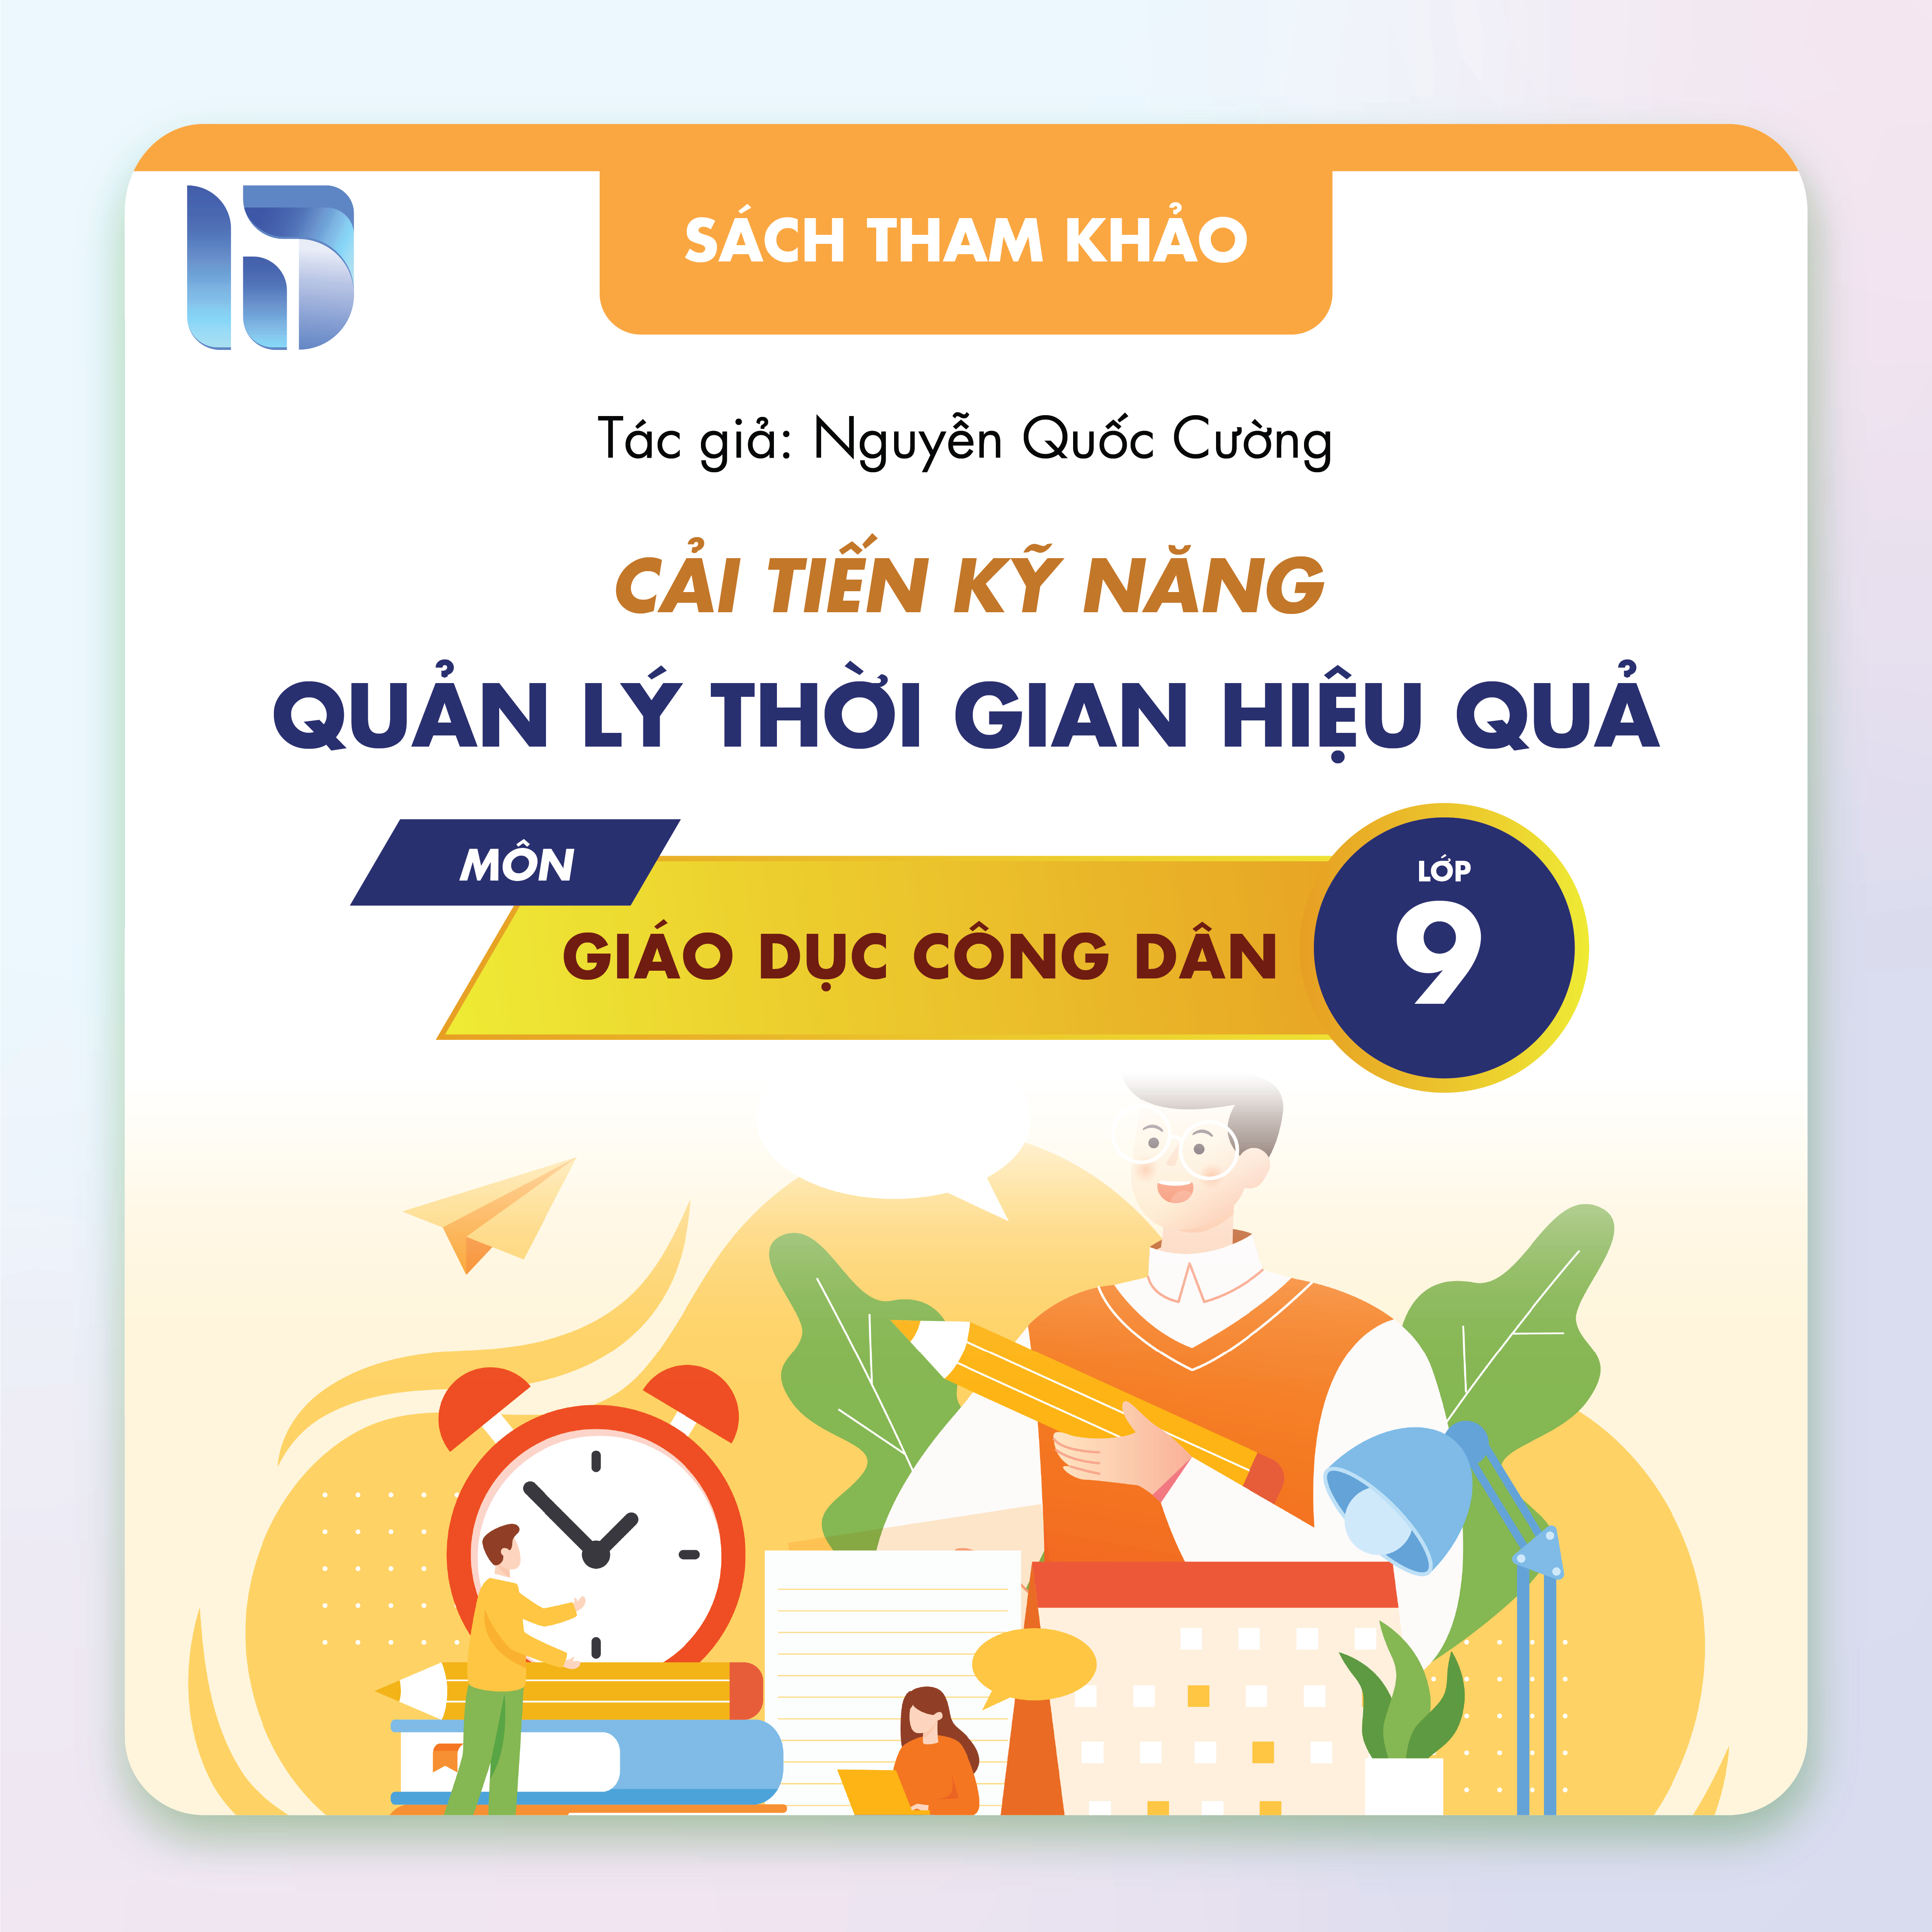 SÁCH THAM KHẢO
Tác giả: Nguyễn Quốc Cường
CẢI TIẾN KỸ NĂNG
QUẢN LÝ THỜI GIAN HIỆU QUẢ
MÔN
GIÁO DỤC CÔNG DÂN
LỚP
9